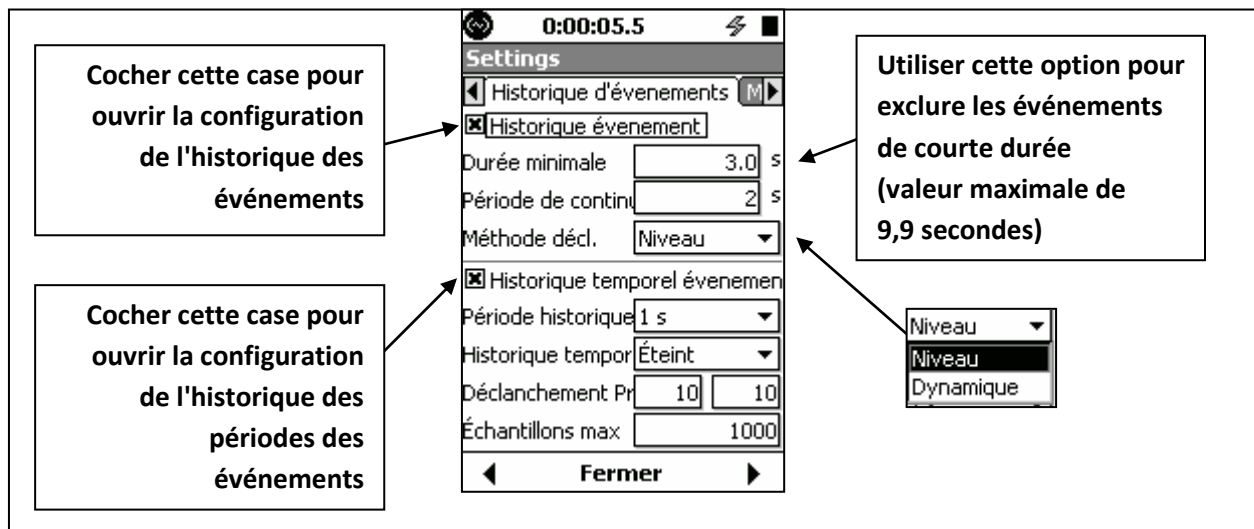 Cocher cette case pour
ouvrir la configuration
de l'historique des
événements
Cocher cette case pour
ouvrir la configuration
de l'historique des
périodes des
événements
0:00:05.5
Settings
Historique d'évenements M
Historique évenement
Durée minimale 3.0 s
Période de continu 2 s
Méthode décl. Niveau
Historique temporel évenemen
Période historique 1 s
Historique tempor Éteint
Déclanchement Pr 10 10
Échantillons max 1000
Fermer
Utiliser cette option pour
exclure les événements
de courte durée
(valeur maximale de
9,9 secondes)
Niveau
Niveau
Dynamique